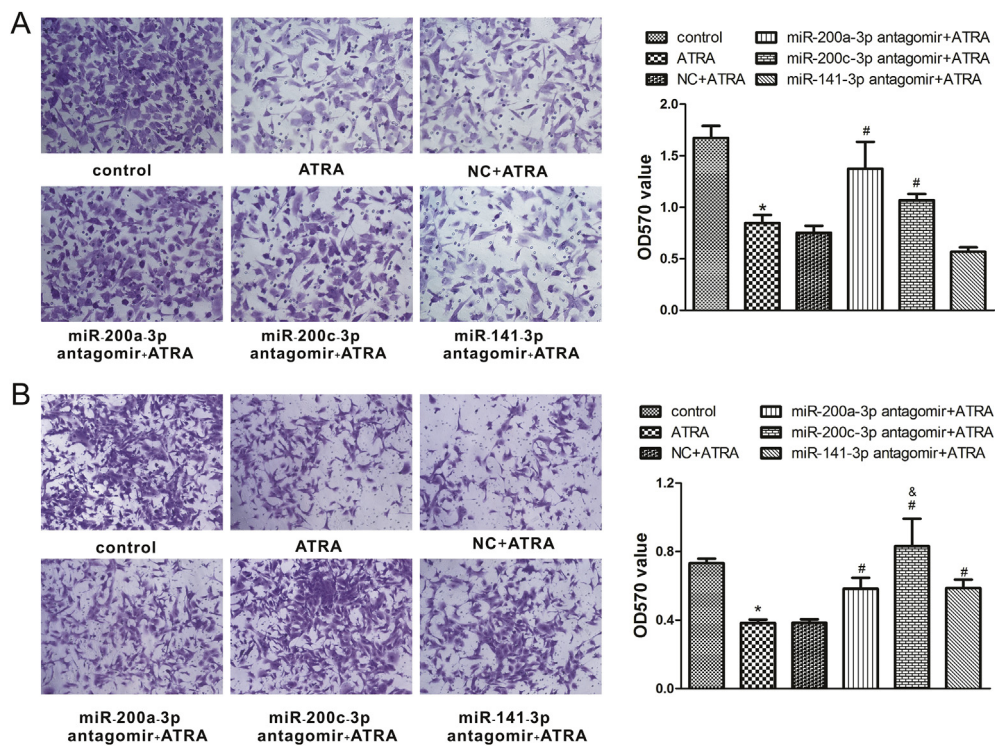 A
control
ATRA
NC+ATRA
miR-200a-3p
antagomir+ATRA
miR-200c-3p
antagomir+ATRA
miR-141-3p
antagomir+ATRA
control
ATRA
NC+ATRA
miR-200a-3p antagomir+ATRA
miR-200c-3p antagomir+ATRA
miR-141-3p antagomir+ATRA
OD570 value
2.0
1.5
1.0
0.5
0.0
*
#
#
B
control
ATRA
NC+ATRA
miR-200a-3p
antagomir+ATRA
miR-200c-3p
antagomir+ATRA
miR-141-3p
antagomir+ATRA
control
ATRA
NC+ATRA
miR-200a-3p antagomir+ATRA
miR-200c-3p antagomir+ATRA
miR-141-3p antagomir+ATRA
OD570 value
1.2
0.8
0.4
0.0
*
#
&
#
#